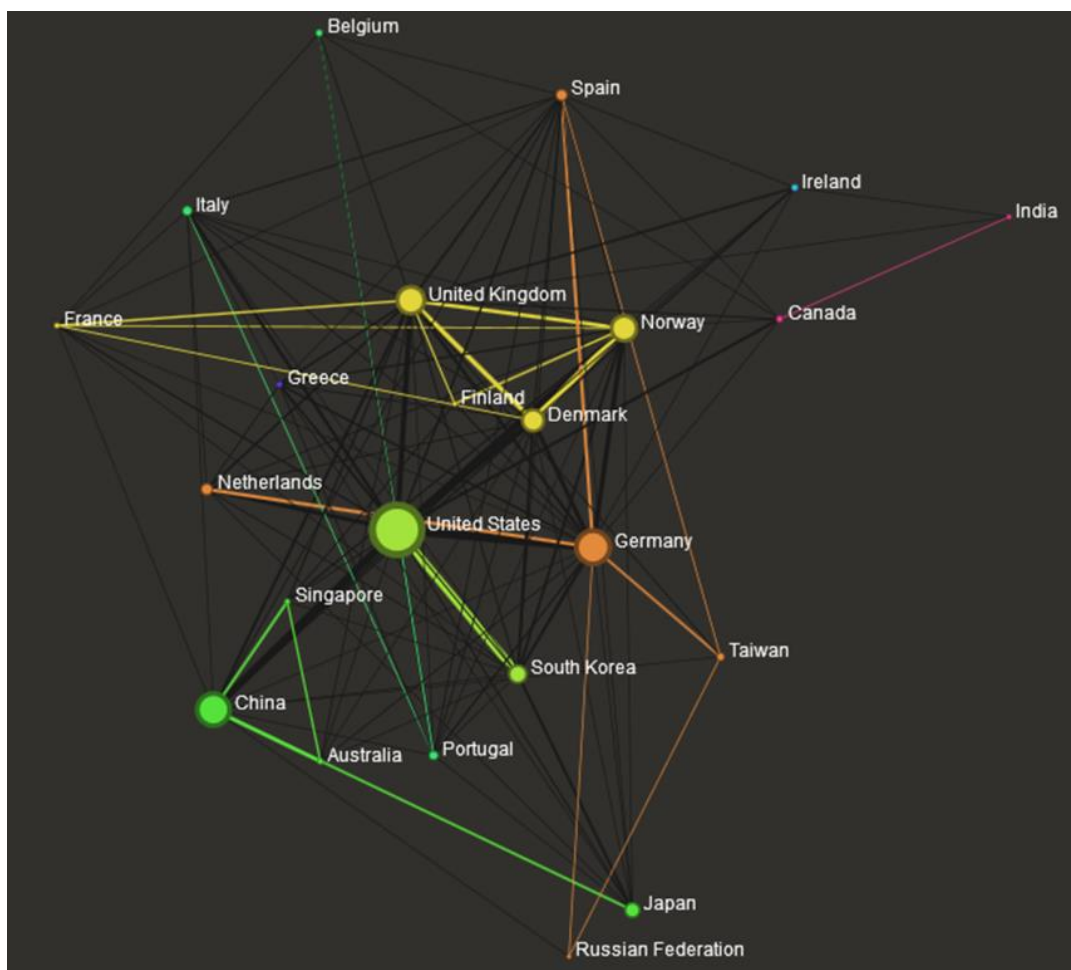 Belgium
Spain
Ireland
Italy
India
United Kingdom
Canada
France
Norway
Greece
Finland
Denmark
Netherlands
United States
Germany
Singapore
Taiwan
South Korea
China
Portugal
Australia
Japan
Russian Federation